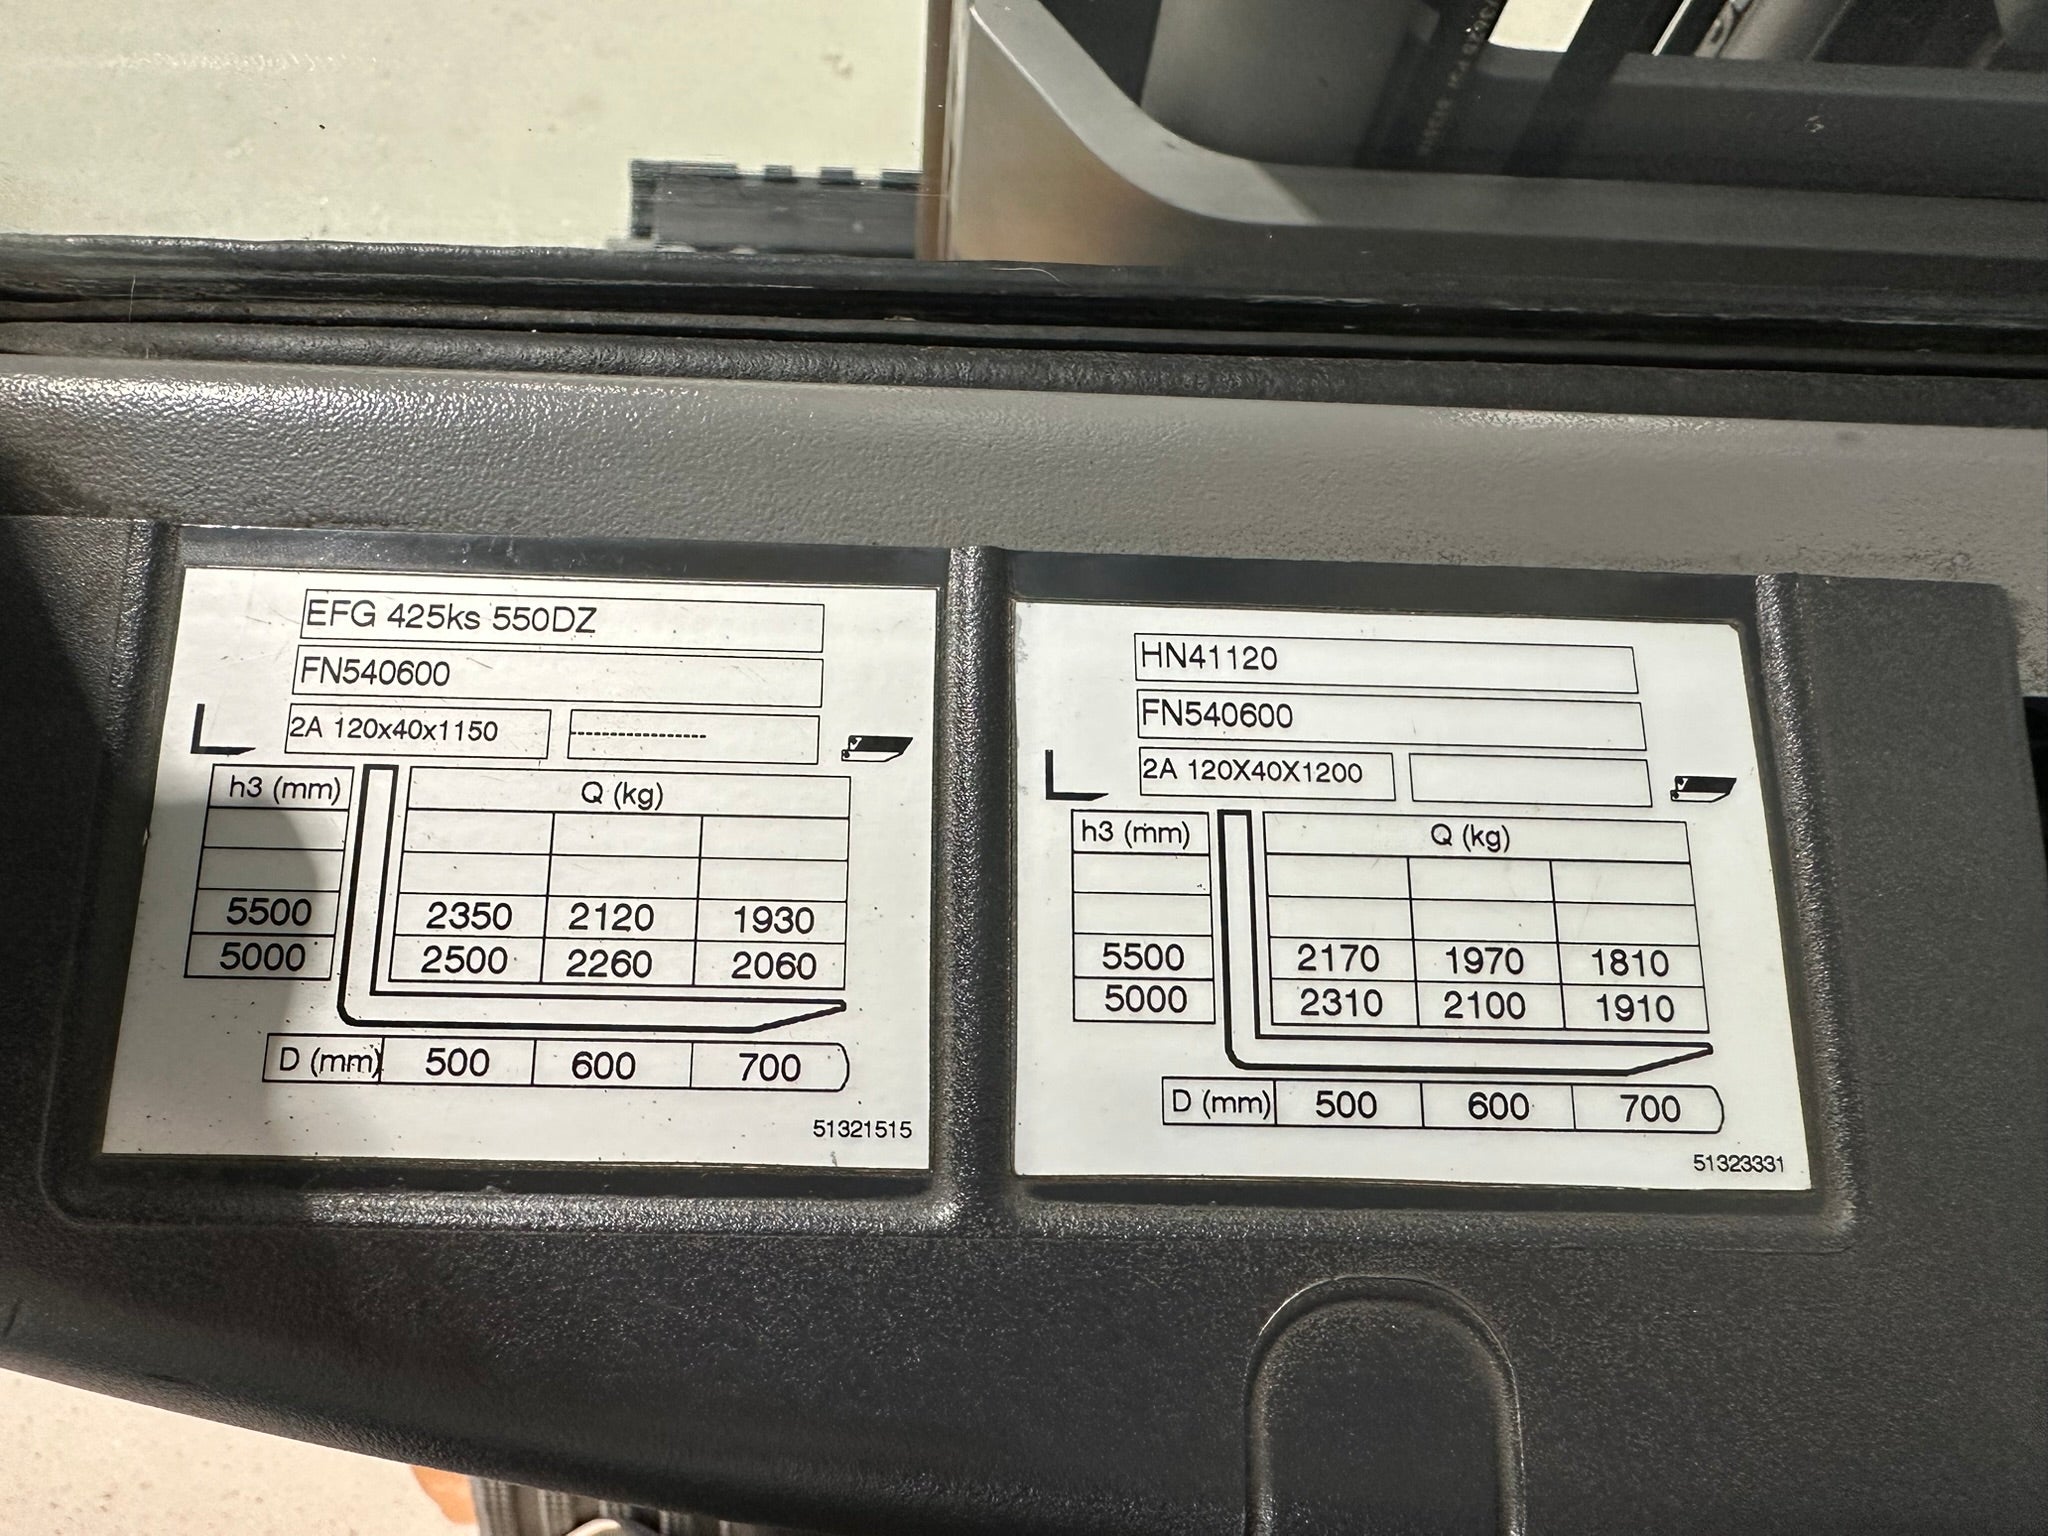 EFG 425ks 550DZ
FN540600
2A 120x40x1150 --------------------
h3 (mm) Q (kg)
5500 2350 2120 1930
5000 2500 2260 2060
D (mm) 500 600 700
51321515
HN41120
FN540600
2A 120X40X1200
h3 (mm) Q (kg)
5500 2170 1970 1810
5000 2310 2100 1910
D (mm) 500 600 700
51323331